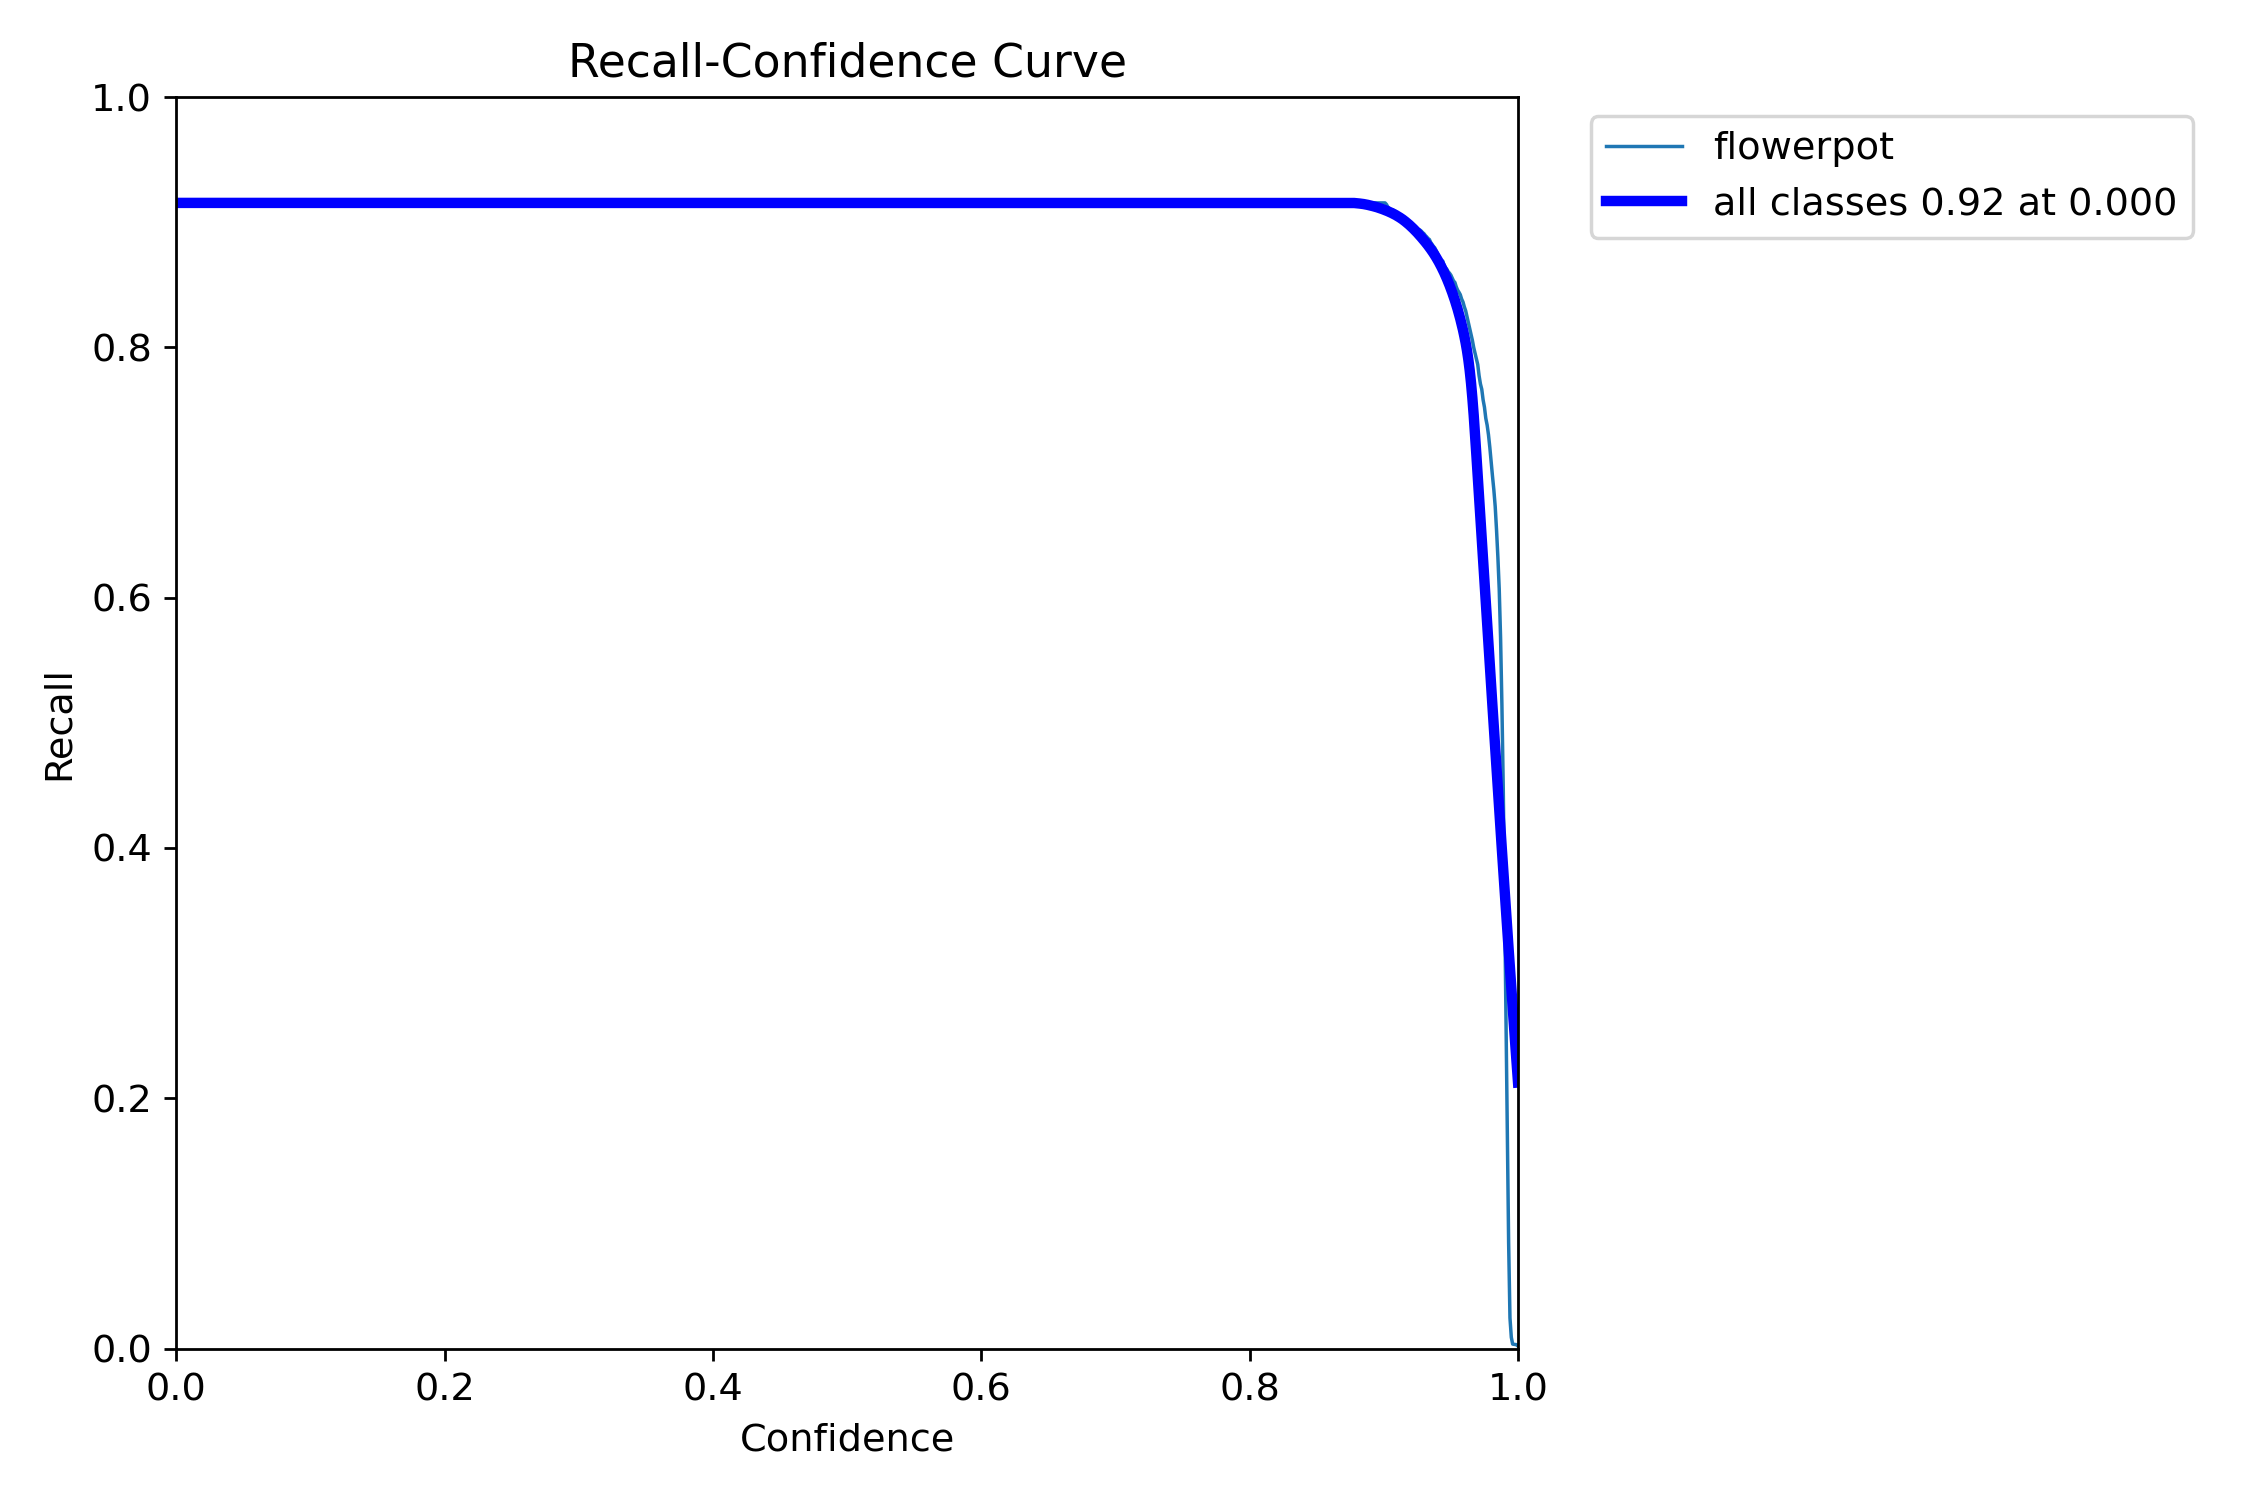 Recall-Confidence Curve
1.0
0.8
0.6
0.4
0.2
0.0
Recall
0.0 0.2 0.4 0.6 0.8 1.0
Confidence
flowerpot
all classes 0.92 at 0.000